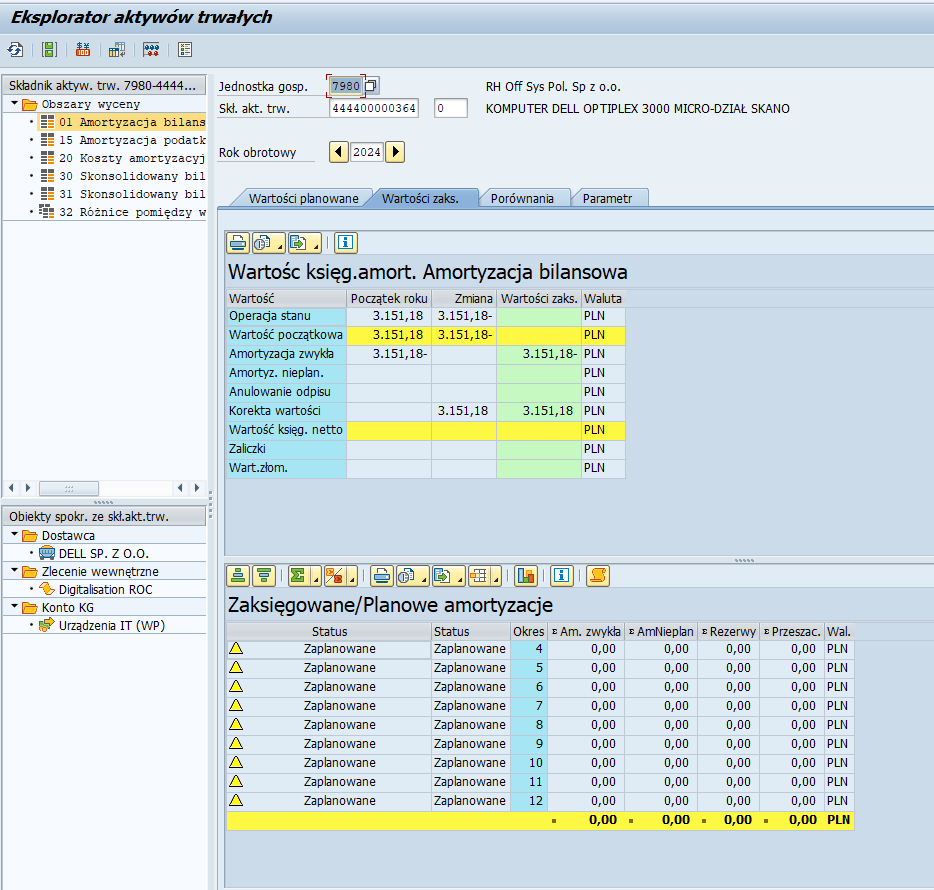 Eksplorator aktywów trwałych
Składnik aktyw. trw. 7980-4444...
Obszary wyceny
01 Amortyzacja bilans
15 Amortyzacja podatk
20 Koszty amortyzacyj
30 Skonsolidowany bil
31 Skonsolidowany bil
32 Różnice pomiędzy w
Obiekty spokr. ze skł.akt.trw.
Dostawca
DELL SP. Z O.O.
Zlecenie wewnętrzne
Digitalisation ROC
Konto KG
Urządzenia IT (WP)
Jednostka gosp. 7980 RH Off Sys Pol. Sp z o.o.
Skł. akt. trw. 444400000364 0 KOMPUTER DELL OPTIPLEX 3000 MICRO-DZIAŁ SKANO
Rok obrotowy 2024
Wartości planowane Wartości zaks. Porównania Parametr
Wartośc księg.amort. Amortyzacja bilansowa
Wartość Początek roku Zmiana Wartości zaks. Waluta
Operacja stanu 3.151,18 3.151,18- PLN
Wartość początkowa 3.151,18 3.151,18- PLN
Amortyzacja zwykła 3.151,18- 3.151,18- PLN
Amortyz. nieplan. PLN
Anulowanie odpisu PLN
Korekta wartości 3.151,18 3.151,18 PLN
Wartość księg. netto PLN
Zaliczki PLN
Wart.złom. PLN
Zaksięgowane/Planowe amortyzacje
Status Status Okres Σ Am. zwykła Σ AmNieplan Σ Rezerwy Σ Przeszac. Wal.
Zaplanowane Zaplanowane 4 0,00 0,00 0,00 0,00 PLN
Zaplanowane Zaplanowane 5 0,00 0,00 0,00 0,00 PLN
Zaplanowane Zaplanowane 6 0,00 0,00 0,00 0,00 PLN
Zaplanowane Zaplanowane 7 0,00 0,00 0,00 0,00 PLN
Zaplanowane Zaplanowane 8 0,00 0,00 0,00 0,00 PLN
Zaplanowane Zaplanowane 9 0,00 0,00 0,00 0,00 PLN
Zaplanowane Zaplanowane 10 0,00 0,00 0,00 0,00 PLN
Zaplanowane Zaplanowane 11 0,00 0,00 0,00 0,00 PLN
Zaplanowane Zaplanowane 12 0,00 0,00 0,00 0,00 PLN
0,00 0,00 0,00 0,00 PLN